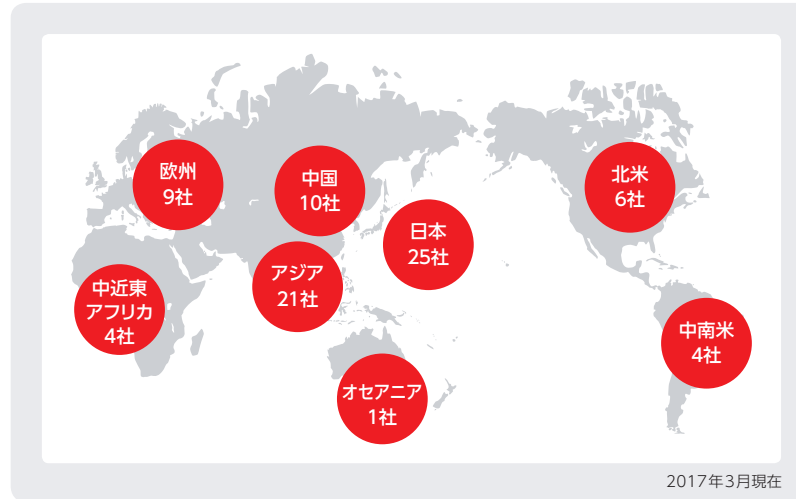 欧州
9社
中国
10社
北米
6社
日本
25社
アジア
21社
中近東
アフリカ
4社
中南米
4社
オセアニア
1社
2017年3月現在